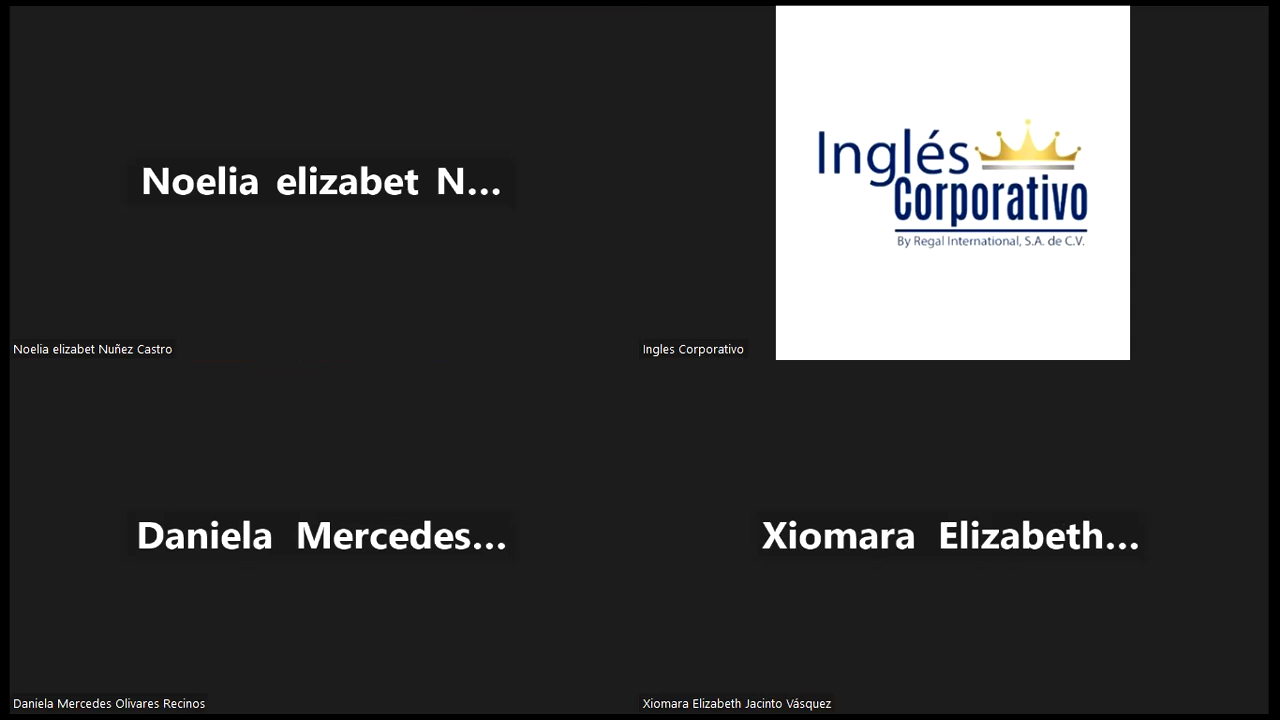 Noelia elizabet N...
Noelia elizabet Nuñez Castro
Inglés
Corporativo
By Regal International, S.A. de C.V.
Ingles Corporativo
Daniela Mercedes...
Daniela Mercedes Olivares Recinos
Xiomara Elizabeth...
Xiomara Elizabeth Jacinto Vásquez